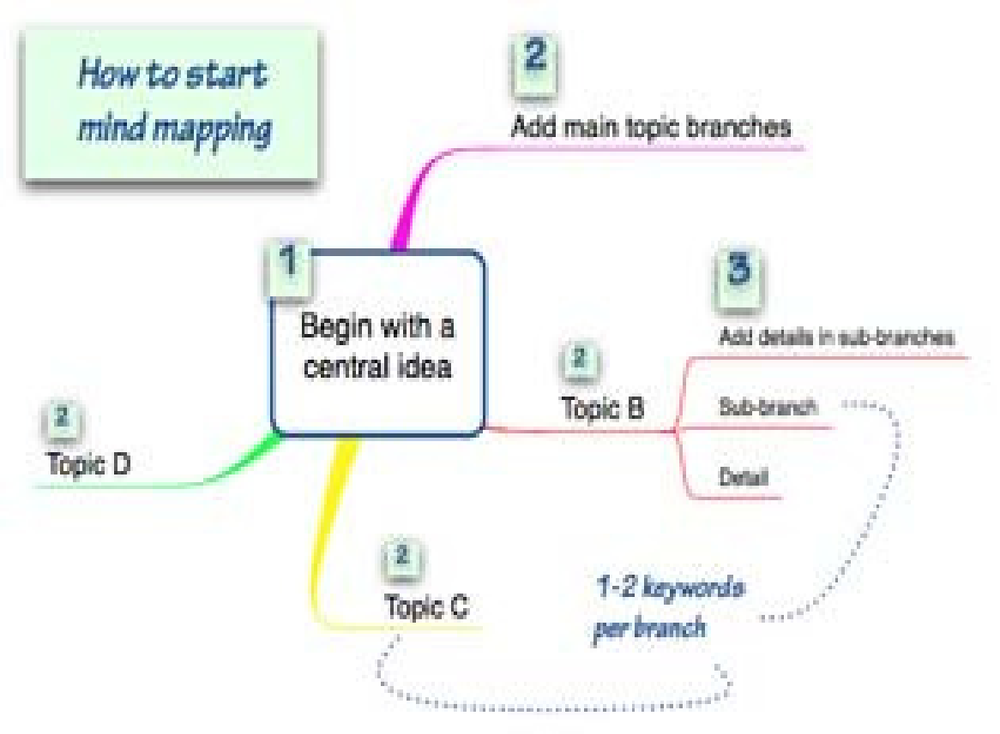 How to start
mind mapping
2
Add main topic branches
1
Begin with a
central idea
3
Add details in sub-branches
2
Topic B
Sub-branch
Detail
2
Topic D
2
Topic C
1-2 keywords
per branch